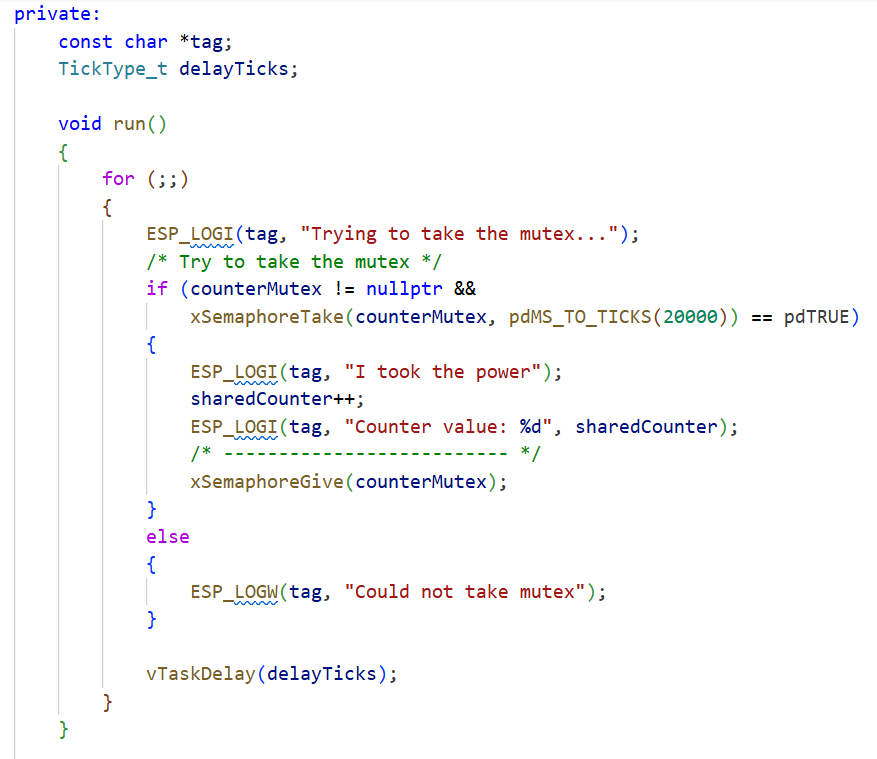 private:
    const char *tag;
    TickType_t delayTicks;

    void run()
    {
        for (;;)
        {
            ESP_LOGI(tag, "Trying to take the mutex...");
            /* Try to take the mutex */
            if (counterMutex != nullptr &&
                xSemaphoreTake(counterMutex, pdMS_TO_TICKS(20000)) == pdTRUE)
            {
                ESP_LOGI(tag, "I took the power");
                sharedCounter++;
                ESP_LOGI(tag, "Counter value: %d", sharedCounter);
                /* -------------------------- */
                xSemaphoreGive(counterMutex);
            }
            else
            {
                ESP_LOGW(tag, "Could not take mutex");
            }

            vTaskDelay(delayTicks);
        }
    }